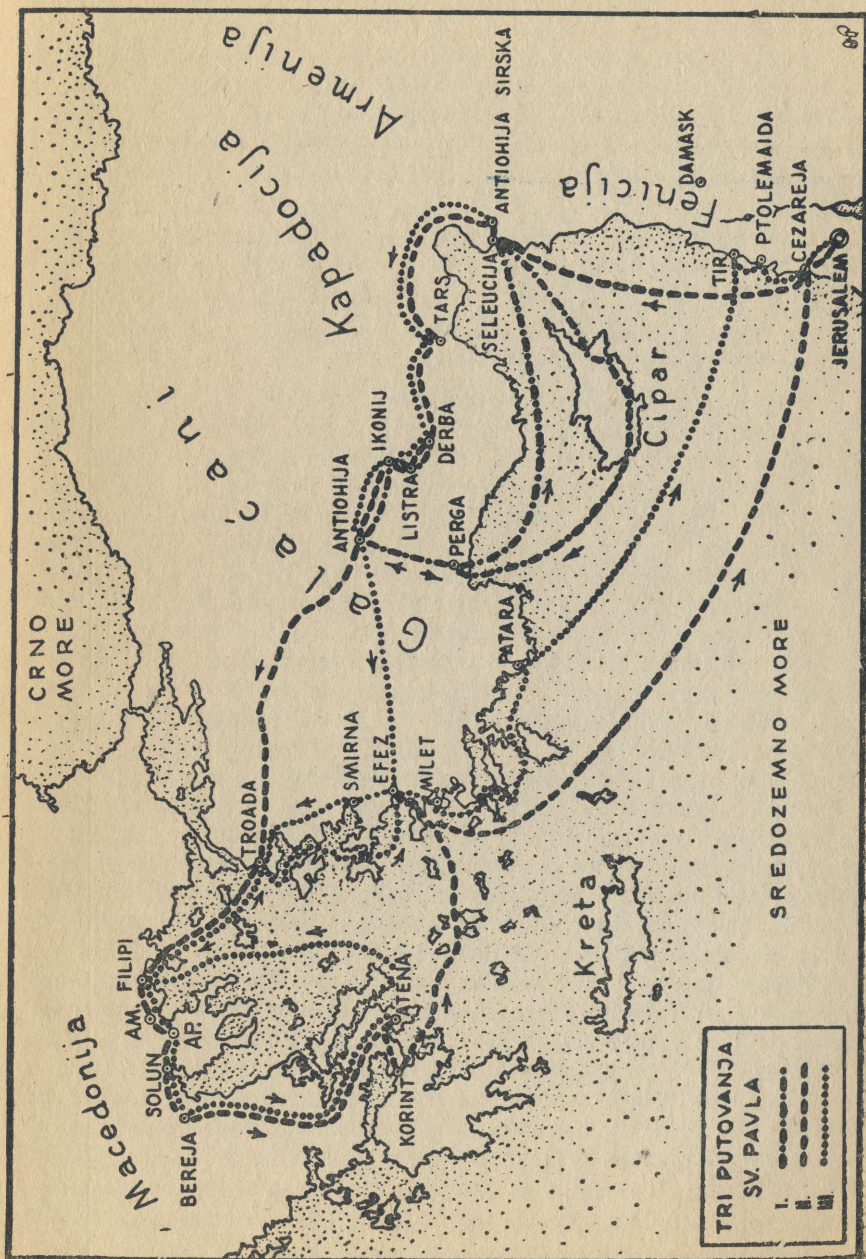 CRNO
MORE
Armenija
Kapadocija
Galaćani
Macedonija
FILIPI
AM.
AP.
SOLUN
BEREJA
TROADA
SMIRNA
EFEZ
MILET
ATENA
KORINT
ANTIOHIJA
IKONIJ
LISTRA
DERBA
TARS
PERGA
PATARA
ANTIOHIJA SIRSKA
SELEUCIJA
Fenicija
DAMASK
Cipar
TIR
PTOLEMAIDA
CEZAREJA
JERUSALEM
Kreta
SREDOZEMNO MORE
TRI PUTOVANJA
SV. PAVLA
I.
II.
III.